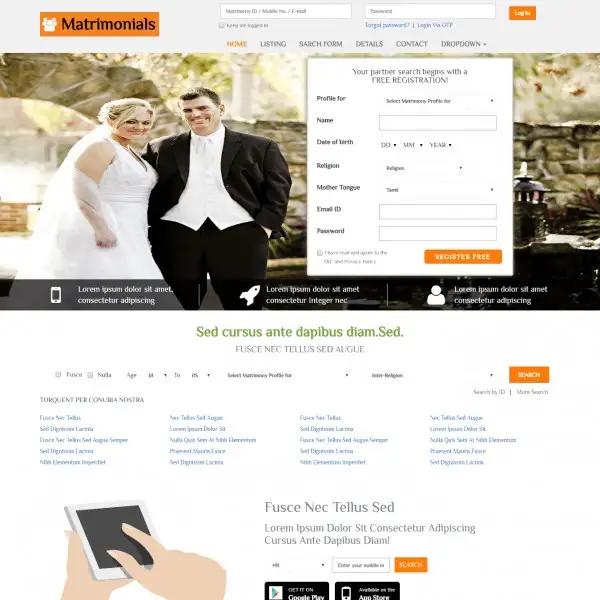 Matrimonials
Matrimony ID / Mobile No. / E-mail
Password
Log in
Keep me logged in
Forgot password? | Login Via OTP
HOME LISTING SARCH FORM DETAILS CONTACT DROPDOWN
Your partner search begins with a
FREE REGISTRATION!
Profile for Select Matrimony Profile for
Name
Date of birth DD MM YEAR
Religion Religion
Mother Tongue Tamil
Email ID
Password
I have read and agree to the
T&C and Privacy Policy
REGISTER FREE
Lorem ipsum dolor sit amet,
consectetur adipiscing
Lorem ipsum dolor sit amet
consectetur integer nec
Lorem ipsum dolor sit amet,
consectetur adipiscing
Sed cursus ante dapibus diam.Sed.
FUSCE NEC TELLUS SED AUGUE
Fusce Nulla Age 01 To 05 Select Matrimony Profile for Inter-Religion SEARCH
Search by ID | More Search
TORQUENT PER CONUBIA NOSTRA
Fusce Nec Tellus Nec Tellus Sed Augue Fusce Nec Tellus Nec Tellus Sed Augue
Sed Dignissim Lacinia Lorem Ipsum Dolor Sit Sed Dignissim Lacinia Lorem Ipsum Dolor Sit
Fusce Nec Tellus Sed Augue Semper Nulla Quis Sem At Nibh Elementum Fusce Nec Tellus Sed Augue Semper Nulla Quis Sem At Nibh Elementum
Sed Dignissim Lacinia Praesent Mauris Fusce Sed Dignissim Lacinia Praesent Mauris Fusce
Nibh Elementum Imperdiet Sed Dignissim Lacinia Nibh Elementum Imperdiet Sed Dignissim Lacinia
Fusce Nec Tellus Sed
Lorem Ipsum Dolor Sit Consectetur Adipiscing
Cursus Ante Dapibus Diam!
+91 Enter your mobile n SEARCH
GET IT ON
Google Play
Available on the
App Store